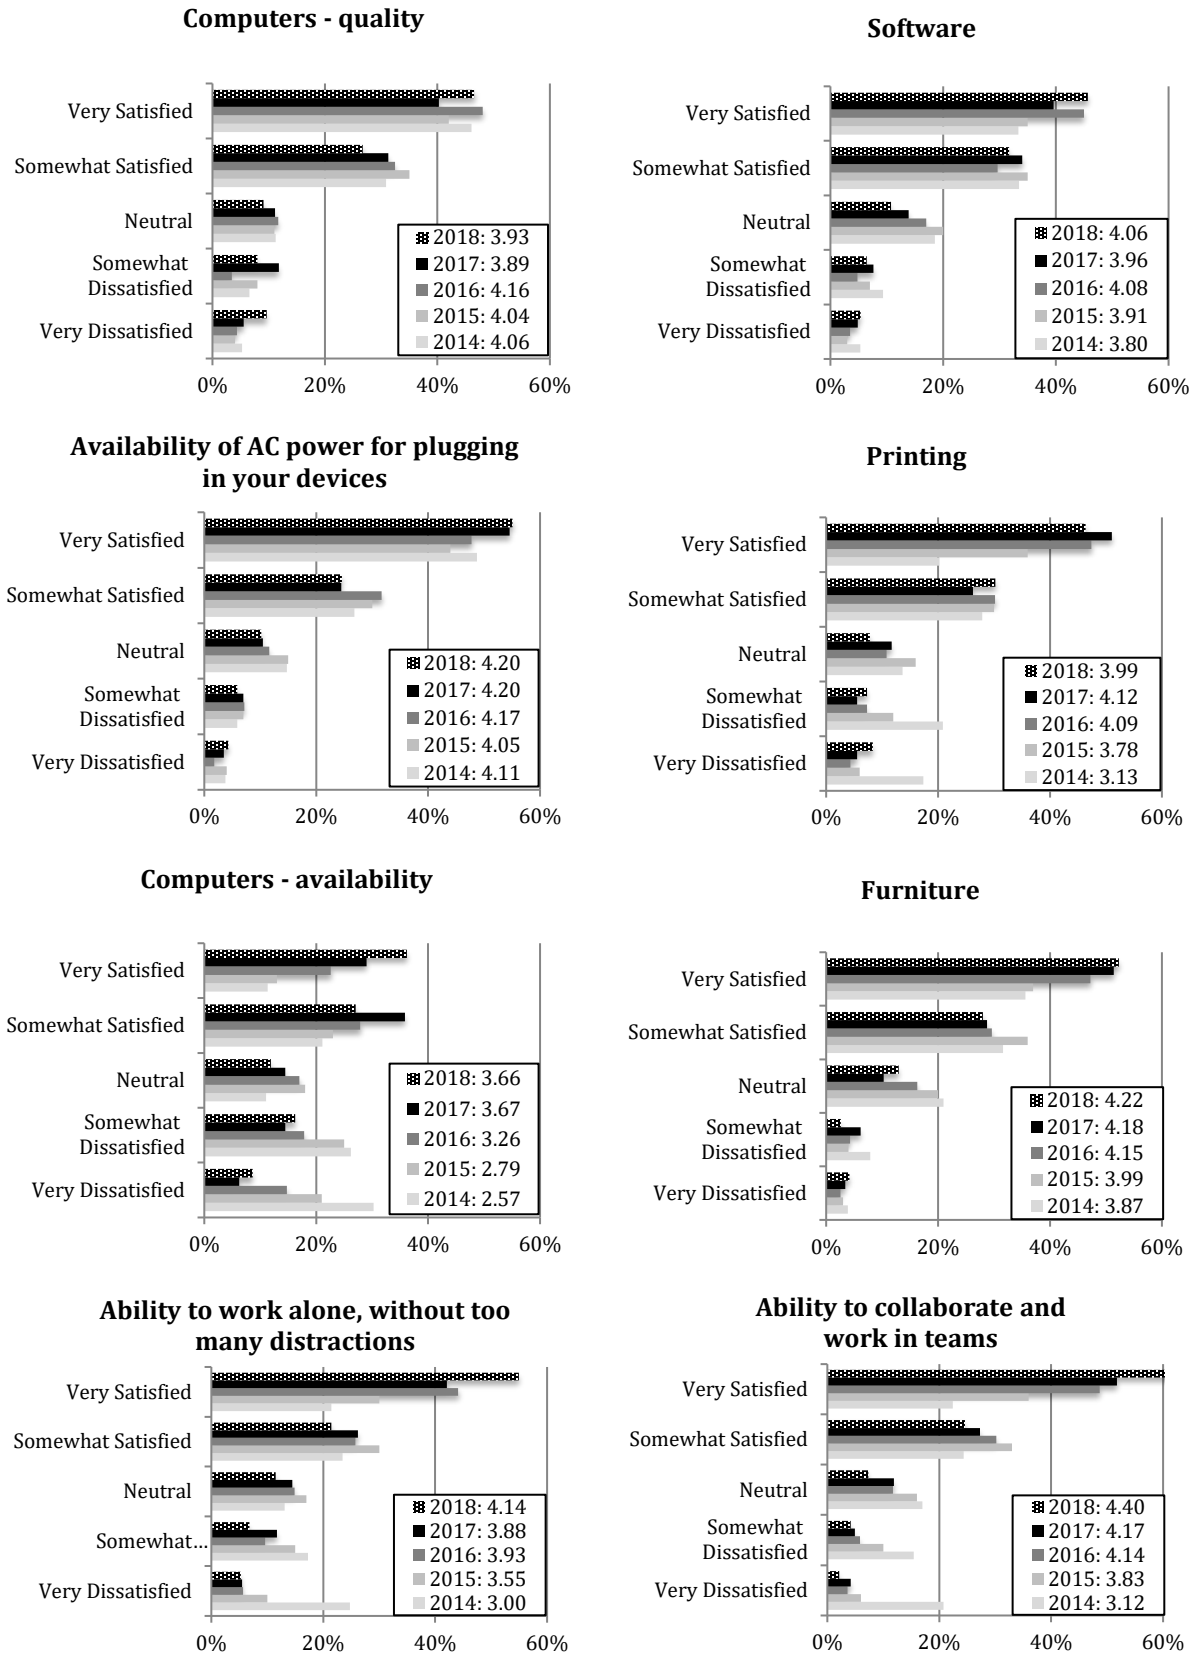 Computers - quality
Very Satisfied
Somewhat Satisfied
Neutral
Somewhat
Dissatisfied
Very Dissatisfied
2018: 3.93
2017: 3.89
2016: 4.16
2015: 4.04
2014: 4.06
0% 20% 40% 60%
Software
Very Satisfied
Somewhat Satisfied
Neutral
Somewhat
Dissatisfied
Very Dissatisfied
2018: 4.06
2017: 3.96
2016: 4.08
2015: 3.91
2014: 3.80
0% 20% 40% 60%
Availability of AC power for plugging
in your devices
Very Satisfied
Somewhat Satisfied
Neutral
Somewhat
Dissatisfied
Very Dissatisfied
2018: 4.20
2017: 4.20
2016: 4.17
2015: 4.05
2014: 4.11
0% 20% 40% 60%
Printing
Very Satisfied
Somewhat Satisfied
Neutral
Somewhat
Dissatisfied
Very Dissatisfied
2018: 3.99
2017: 4.12
2016: 4.09
2015: 3.78
2014: 3.13
0% 20% 40% 60%
Computers - availability
Very Satisfied
Somewhat Satisfied
Neutral
Somewhat
Dissatisfied
Very Dissatisfied
2018: 3.66
2017: 3.67
2016: 3.26
2015: 2.79
2014: 2.57
0% 20% 40% 60%
Furniture
Very Satisfied
Somewhat Satisfied
Neutral
Somewhat
Dissatisfied
Very Dissatisfied
2018: 4.22
2017: 4.18
2016: 4.15
2015: 3.99
2014: 3.87
0% 20% 40% 60%
Ability to work alone, without too
many distractions
Very Satisfied
Somewhat Satisfied
Neutral
Somewhat...
Very Dissatisfied
2018: 4.14
2017: 3.88
2016: 3.93
2015: 3.55
2014: 3.00
0% 20% 40% 60%
Ability to collaborate and
work in teams
Very Satisfied
Somewhat Satisfied
Neutral
Somewhat
Dissatisfied
Very Dissatisfied
2018: 4.40
2017: 4.17
2016: 4.14
2015: 3.83
2014: 3.12
0% 20% 40% 60%